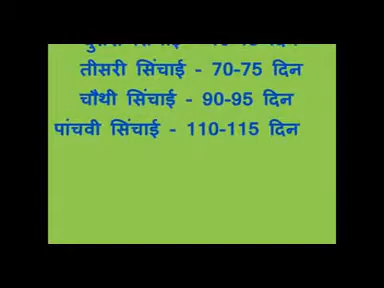 तीसरी सिंचाई - 70-75 दिन
चौथी सिंचाई - 90-95 दिन
पांचवी सिंचाई - 110-115 दिन